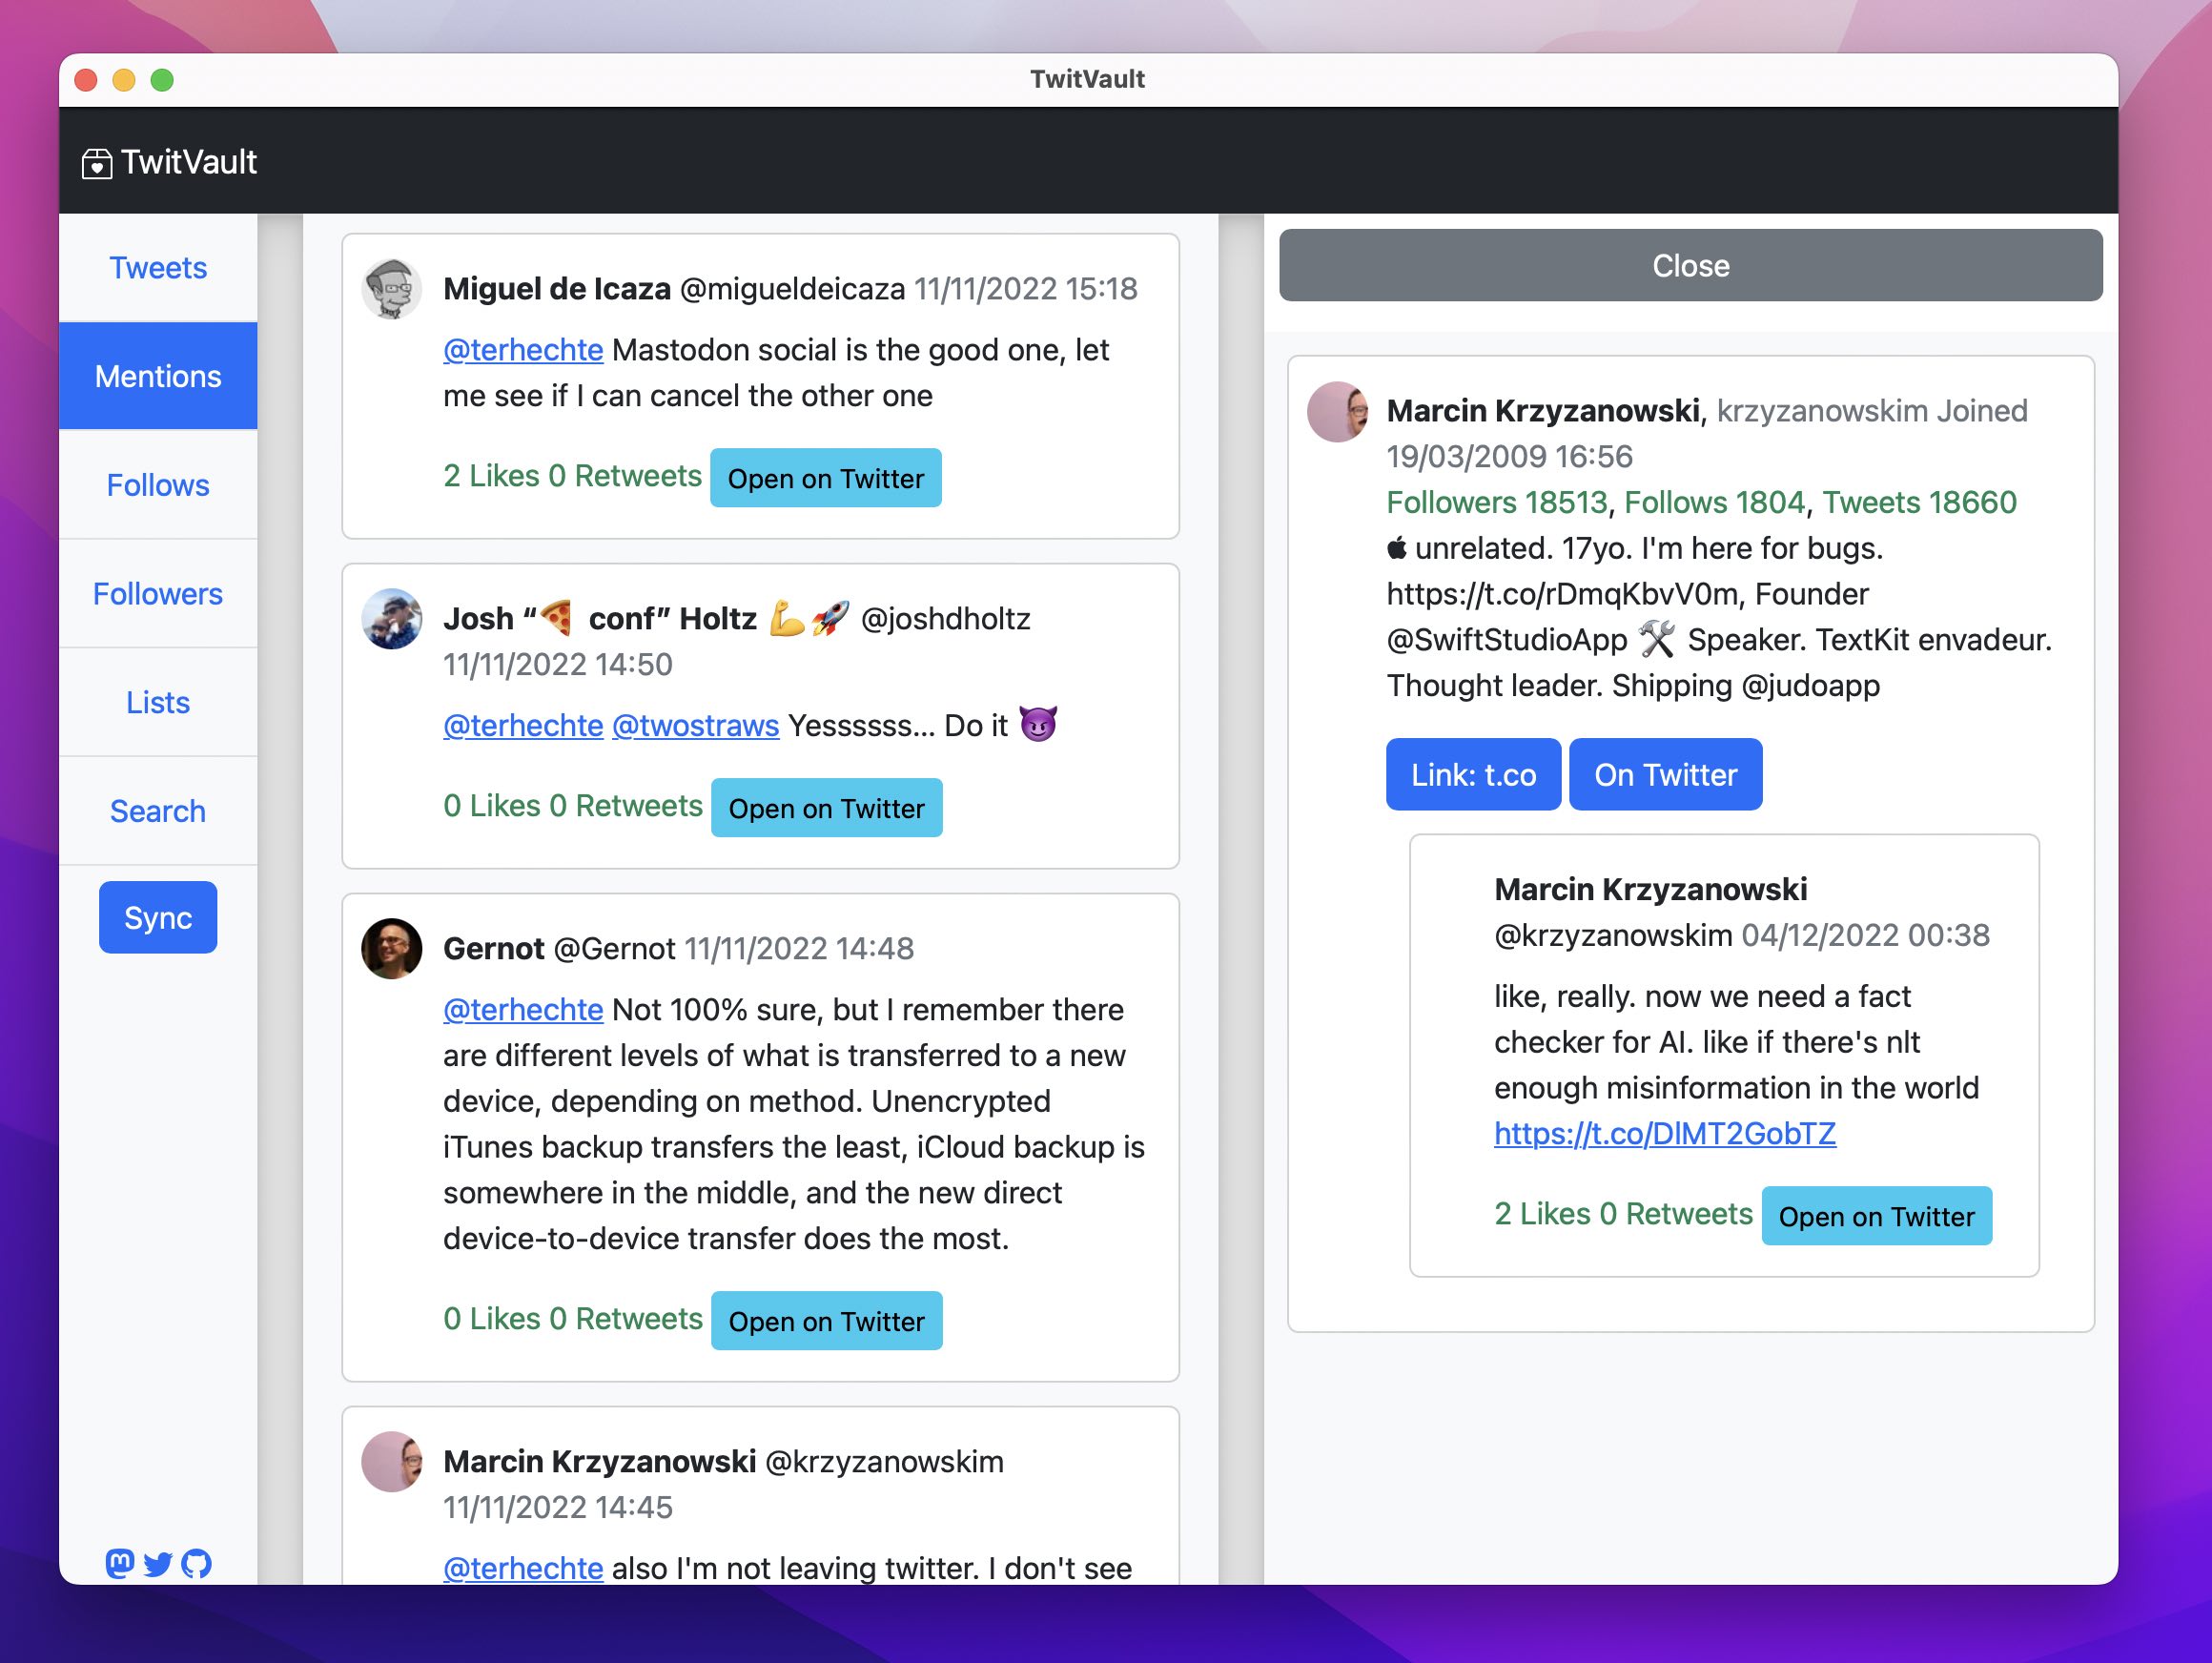 TwitVault
TwitVault
Tweets
Mentions
Follows
Followers
Lists
Search
Sync
Miguel de Icaza @migueldeicaza 11/11/2022 15:18
@terhechte Mastodon social is the good one, let
me see if I can cancel the other one
2 Likes 0 Retweets Open on Twitter
Josh “🍕 conf” Holtz 💪🚀 @joshdholtz
11/11/2022 14:50
@terhechte @twostraws Yessssss... Do it 😈
0 Likes 0 Retweets Open on Twitter
Gernot @Gernot 11/11/2022 14:48
@terhechte Not 100% sure, but I remember there
are different levels of what is transferred to a new
device, depending on method. Unencrypted
iTunes backup transfers the least, iCloud backup is
somewhere in the middle, and the new direct
device-to-device transfer does the most.
0 Likes 0 Retweets Open on Twitter
Marcin Krzyzanowski @krzyzanowskim
11/11/2022 14:45
@terhechte also I'm not leaving twitter. I don't see
Close
Marcin Krzyzanowski, krzyzanowskim Joined
19/03/2009 16:56
Followers 18513, Follows 1804, Tweets 18660
 unrelated. 17yo. I'm here for bugs.
https://t.co/rDmqKbvV0m, Founder
@SwiftStudioApp 🛠 Speaker. TextKit envadeur.
Thought leader. Shipping @judoapp
Link: t.co On Twitter
Marcin Krzyzanowski
@krzyzanowskim 04/12/2022 00:38
like, really. now we need a fact
checker for AI. like if there's nlt
enough misinformation in the world
https://t.co/DlMT2GobTZ
2 Likes 0 Retweets Open on Twitter